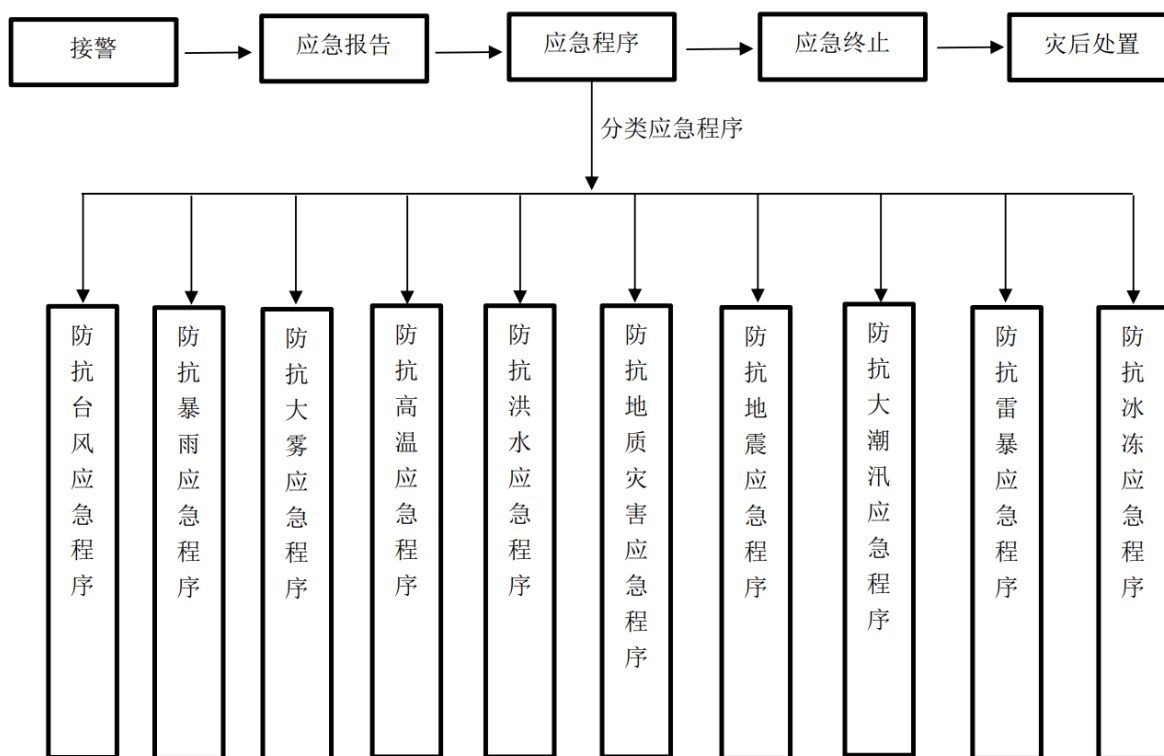 接警
应急报告
应急程序
应急终止
灾后处置
分类应急程序
防抗台风应急程序
防抗暴雨应急程序
防抗大雾应急程序
防抗高温应急程序
防抗洪水应急程序
防抗地质灾害应急程序
防抗地震应急程序
防抗大潮汛应急程序
防抗雷暴应急程序
防抗冰冻应急程序